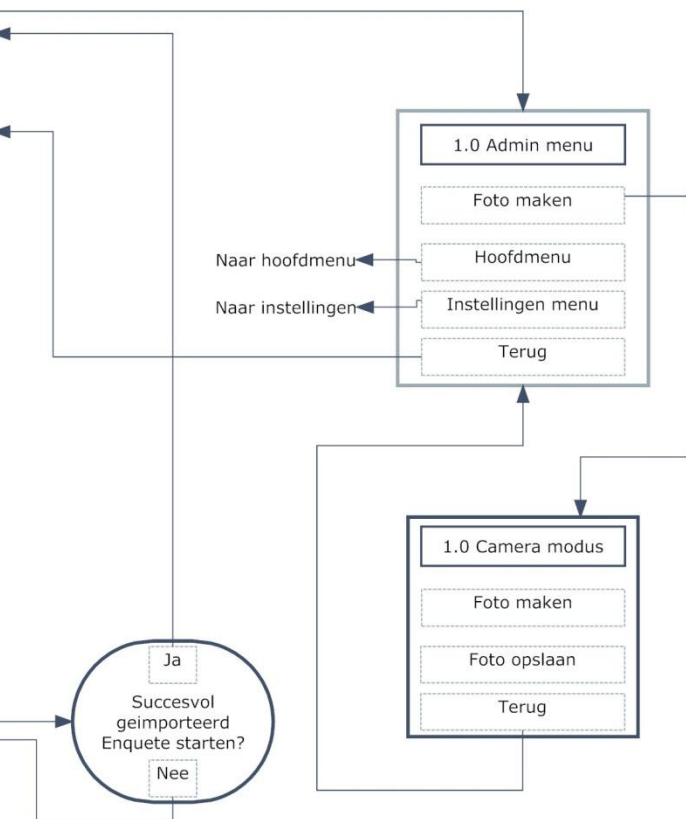 1.0 Admin menu
Foto maken
Naar hoofdmenu
Hoofdmenu
Naar instellingen
Instellingen menu
Terug
1.0 Camera modus
Foto maken
Foto opslaan
Terug
Ja
Succesvol
geimporteerd
Enquete starten?
Nee